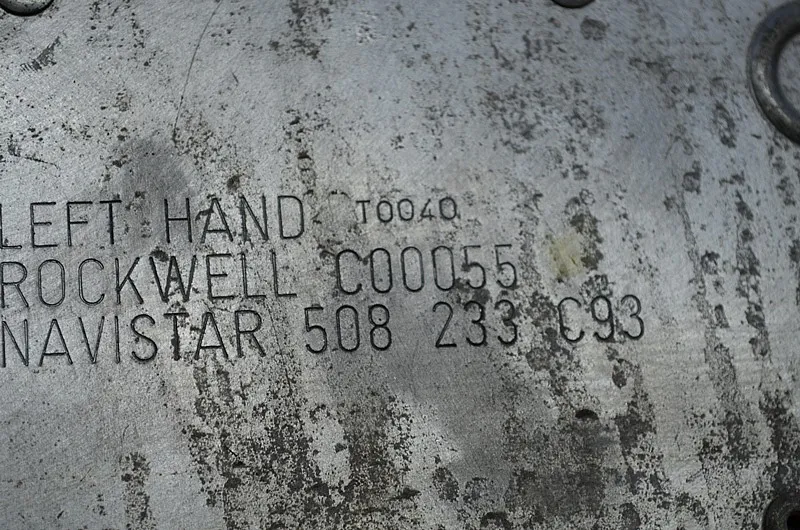 LEFT HAND T0040
ROCKWELL C00055
NAVISTAR 508 233 C93